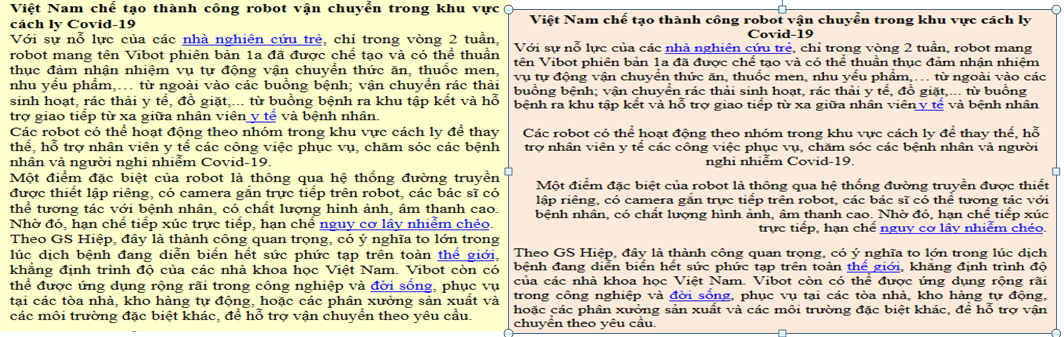 Việt Nam chế tạo thành công robot vận chuyển trong khu vực
cách ly Covid-19
Với sự nỗ lực của các nhà nghiên cứu trẻ, chỉ trong vòng 2 tuần,
robot mang tên Vibot phiên bản 1a đã được chế tạo và có thể thuần
thục đảm nhận nhiệm vụ tự động vận chuyển thức ăn, thuốc men,
nhu yếu phẩm,… từ ngoài vào các buồng bệnh; vận chuyển rác thải
sinh hoạt, rác thải y tế, đồ giặt,... từ buồng bệnh ra khu tập kết và hỗ
trợ giao tiếp từ xa giữa nhân viên y tế và bệnh nhân.
Các robot có thể hoạt động theo nhóm trong khu vực cách ly để thay
thế, hỗ trợ nhân viên y tế các công việc phục vụ, chăm sóc các bệnh
nhân và người nghi nhiễm Covid-19.
Một điểm đặc biệt của robot là thông qua hệ thống đường truyền
được thiết lập riêng, có camera gắn trực tiếp trên robot, các bác sĩ có
thể tương tác với bệnh nhân, có chất lượng hình ảnh, âm thanh cao.
Nhờ đó, hạn chế tiếp xúc trực tiếp, hạn chế nguy cơ lây nhiễm chéo.
Theo GS Hiệp, đây là thành công quan trọng, có ý nghĩa to lớn trong
lúc dịch bệnh đang diễn biến hết sức phức tạp trên toàn thế giới,
khẳng định trình độ của các nhà khoa học Việt Nam. Vibot còn có
thể được ứng dụng rộng rãi trong công nghiệp và đời sống, phục vụ
tại các tòa nhà, kho hàng tự động, hoặc các phân xưởng sản xuất và
các môi trường đặc biệt khác, để hỗ trợ vận chuyển theo yêu cầu.
Việt Nam chế tạo thành công robot vận chuyển trong khu vực cách ly
Covid-19
Với sự nỗ lực của các nhà nghiên cứu trẻ, chỉ trong vòng 2 tuần, robot mang
tên Vibot phiên bản 1a đã được chế tạo và có thể thuần thục đảm nhận nhiệm
vụ tự động vận chuyển thức ăn, thuốc men, nhu yếu phẩm,… từ ngoài vào các
buồng bệnh; vận chuyển rác thải sinh hoạt, rác thải y tế, đồ giặt,... từ buồng
bệnh ra khu tập kết và hỗ trợ giao tiếp từ xa giữa nhân viên y tế và bệnh nhân
Các robot có thể hoạt động theo nhóm trong khu vực cách ly để thay thế, hỗ
trợ nhân viên y tế các công việc phục vụ, chăm sóc các bệnh nhân và người
nghi nhiễm Covid-19.
Một điểm đặc biệt của robot là thông qua hệ thống đường truyền được thiết
lập riêng, có camera gắn trực tiếp trên robot, các bác sĩ có thể tương tác với
bệnh nhân, có chất lượng hình ảnh, âm thanh cao. Nhờ đó, hạn chế tiếp xúc
trực tiếp, hạn chế nguy cơ lây nhiễm chéo.
Theo GS Hiệp, đây là thành công quan trọng, có ý nghĩa to lớn trong lúc dịch
bệnh đang diễn biến hết sức phức tạp trên toàn thế giới, khẳng định trình độ
của các nhà khoa học Việt Nam. Vibot còn có thể được ứng dụng rộng rãi
trong công nghiệp và đời sống, phục vụ tại các tòa nhà, kho hàng tự động,
hoặc các phân xưởng sản xuất và các môi trường đặc biệt khác, để hỗ trợ vận
chuyển theo yêu cầu.